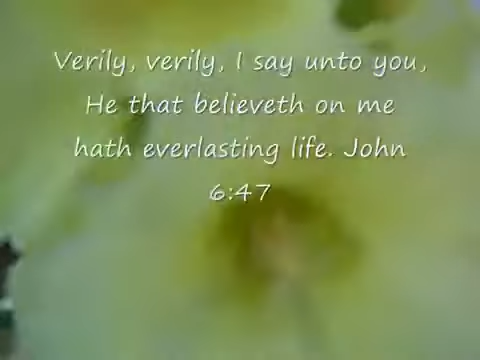 Verily, verily, I say unto you,
He that believeth on me
hath everlasting life. John
6:47